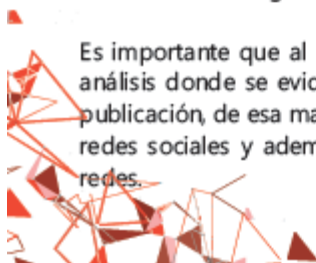 Es importante que al
análisis donde se evid
publicación, de esa ma
redes sociales y adem
redes.